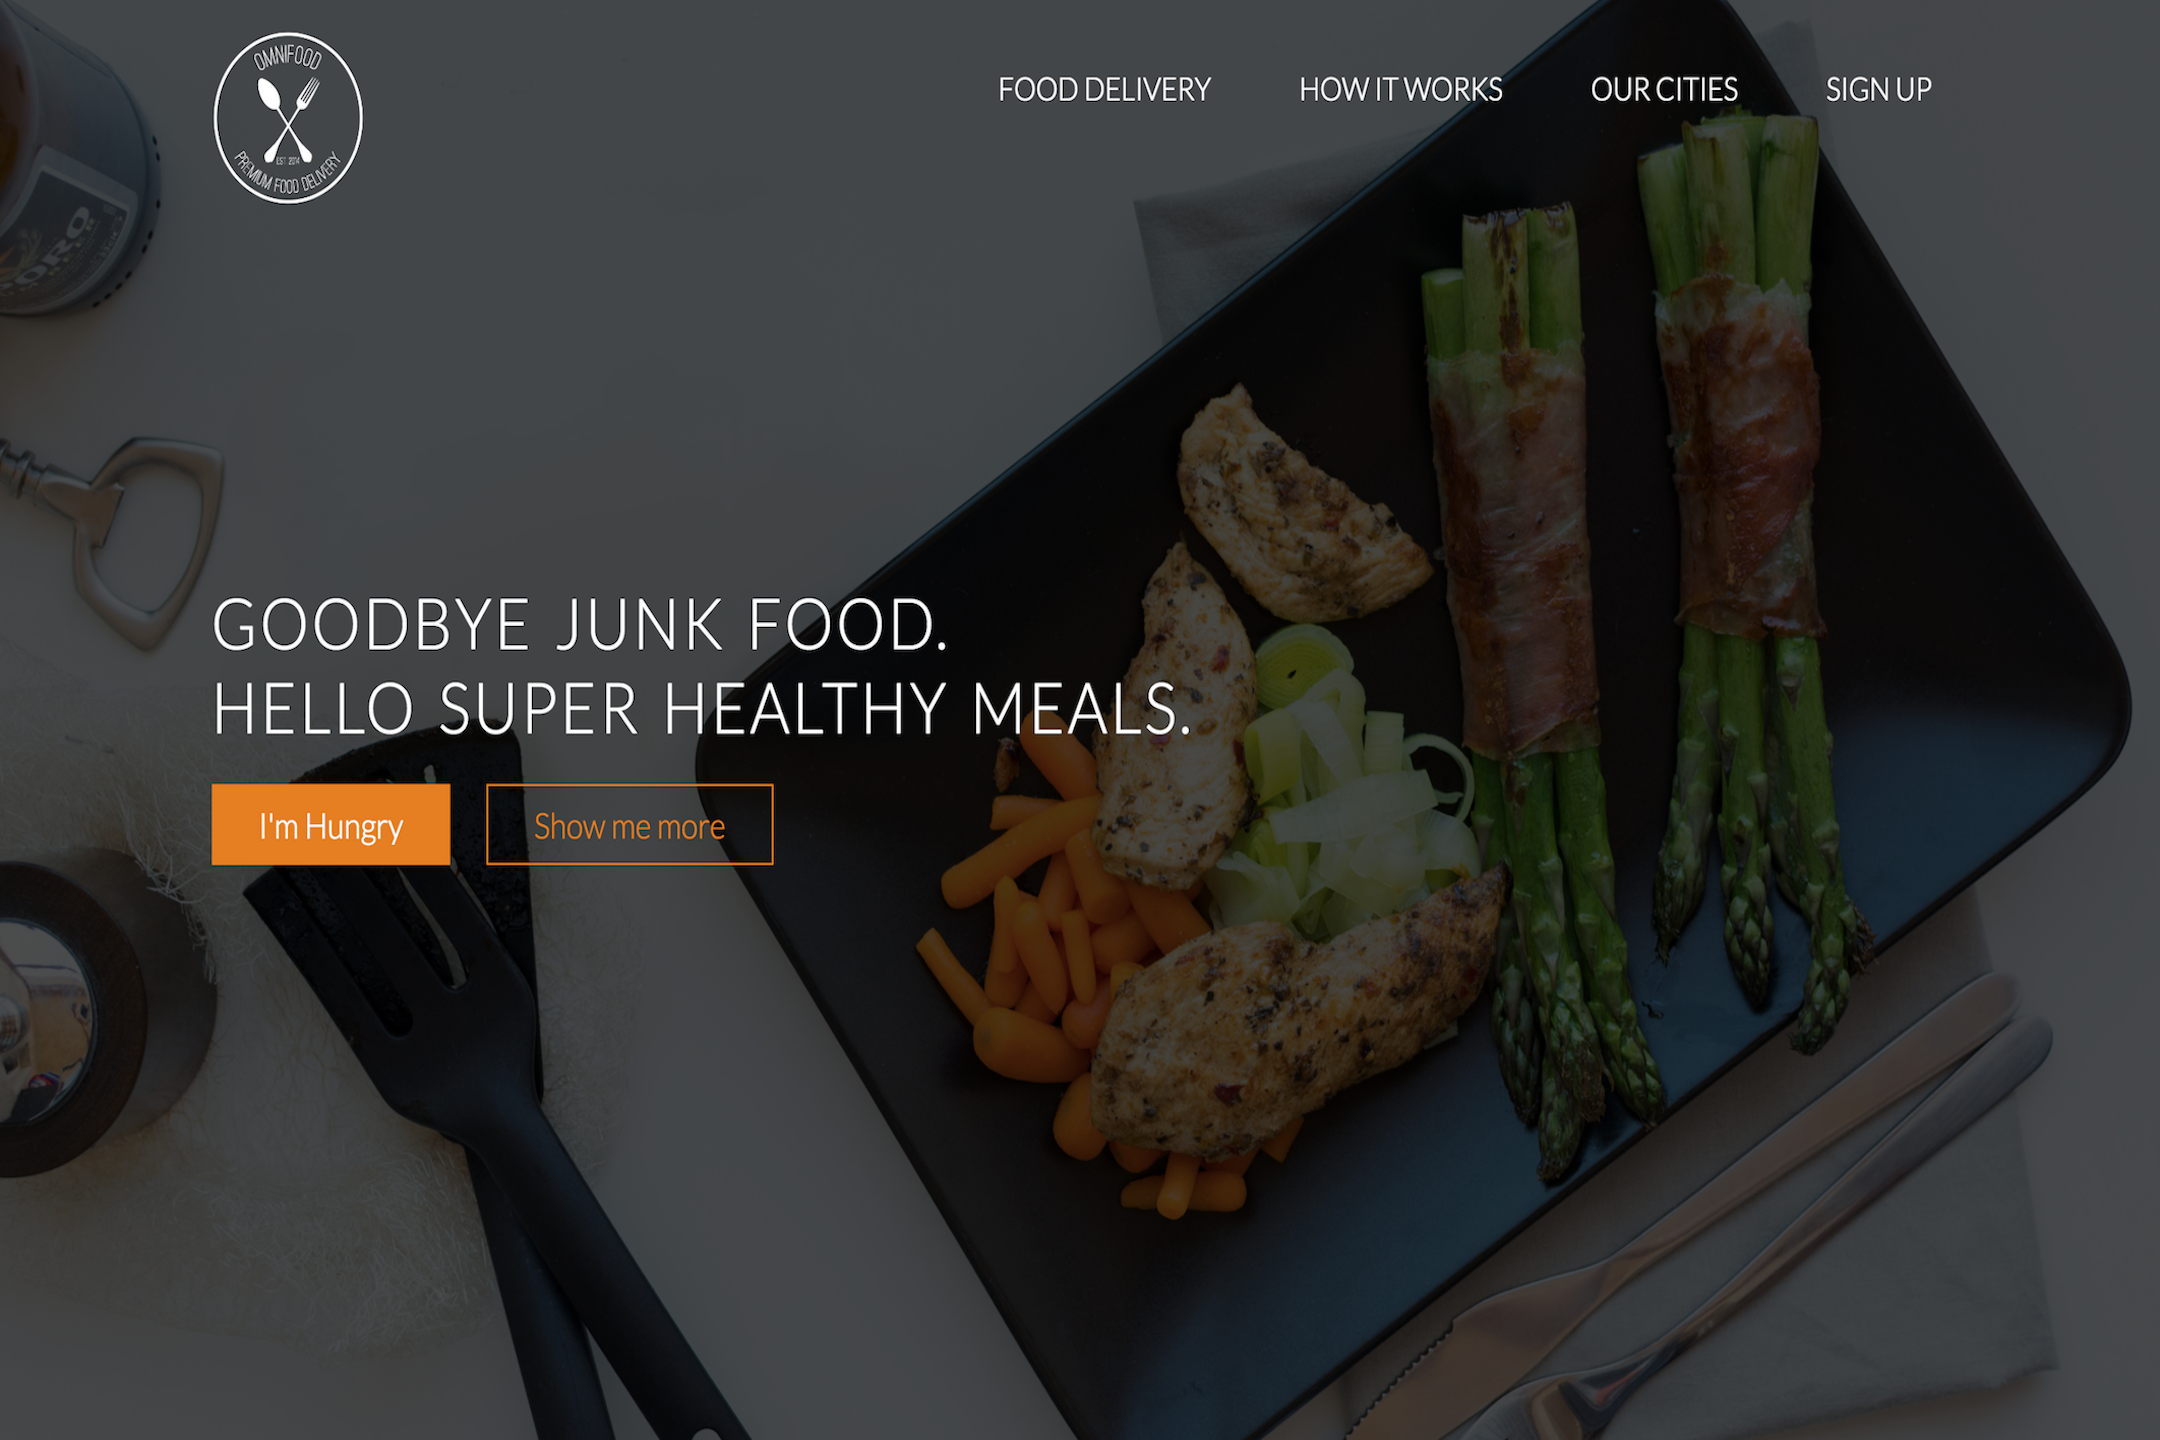 OMNIFOOD
EST 2014
PREMIUM FOOD DELIVERY
FOOD DELIVERY
HOW IT WORKS
OUR CITIES
SIGN UP
GOODBYE JUNK FOOD.
HELLO SUPER HEALTHY MEALS.
I'm Hungry
Show me more